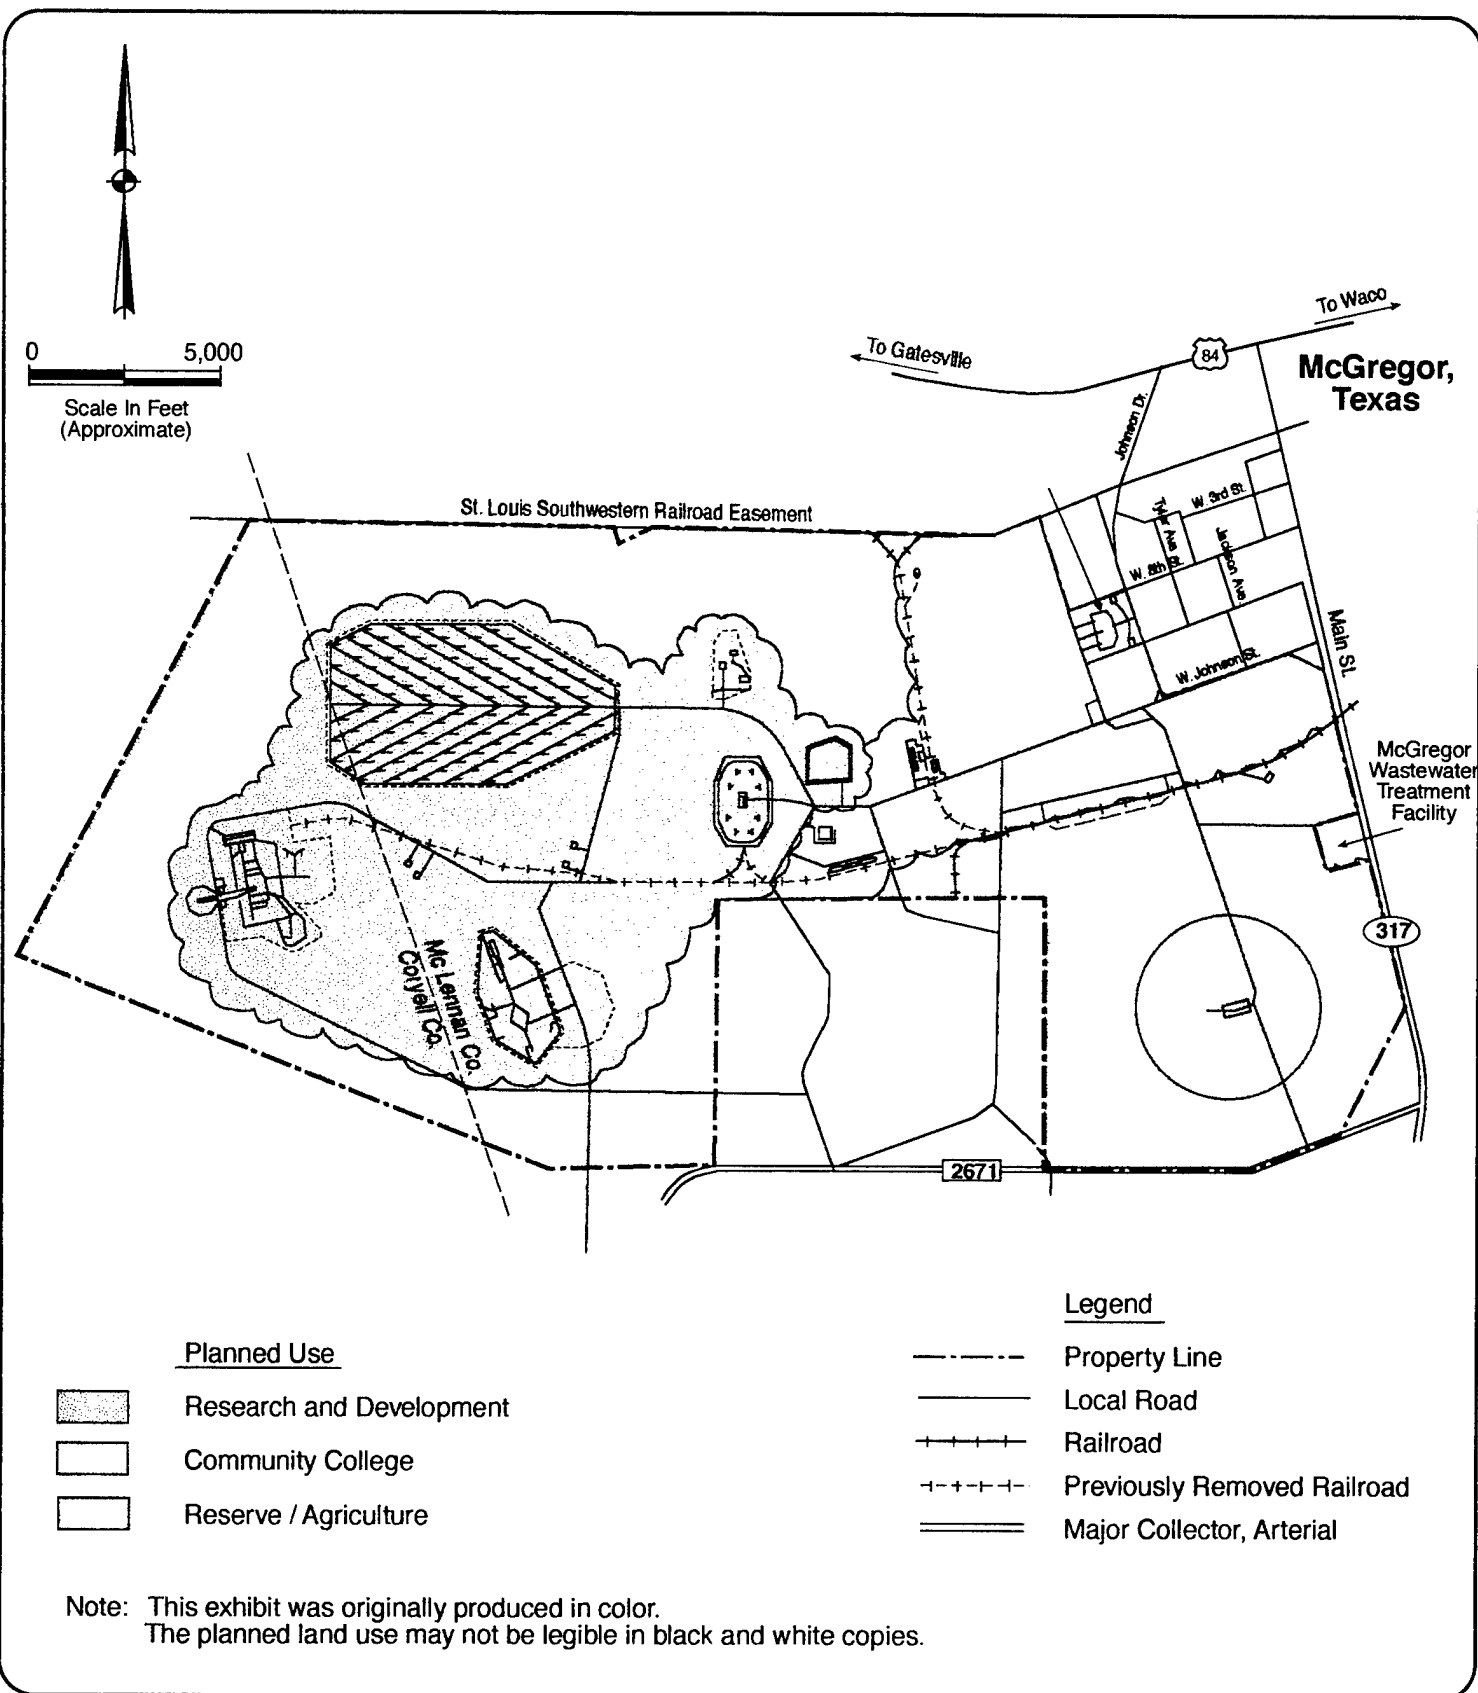 To Waco
To Gatesville
84
McGregor,
Texas
0 5,000
Scale In Feet
(Approximate)
Johnson Dr.
St. Louis Southwestern Railroad Easement
W. 3rd St.
Tyler Ave
Jackson Ave
W. 8th St.
Main St.
W. Johnson St.
McGregor
Wastewater
Treatment
Facility
317
Mc Lennan Co.
Coryell Co.
2671
Legend
Planned Use
Property Line
Research and Development
Local Road
Railroad
Community College
Previously Removed Railroad
Reserve / Agriculture
Major Collector, Arterial
Note: This exhibit was originally produced in color.
The planned land use may not be legible in black and white copies.